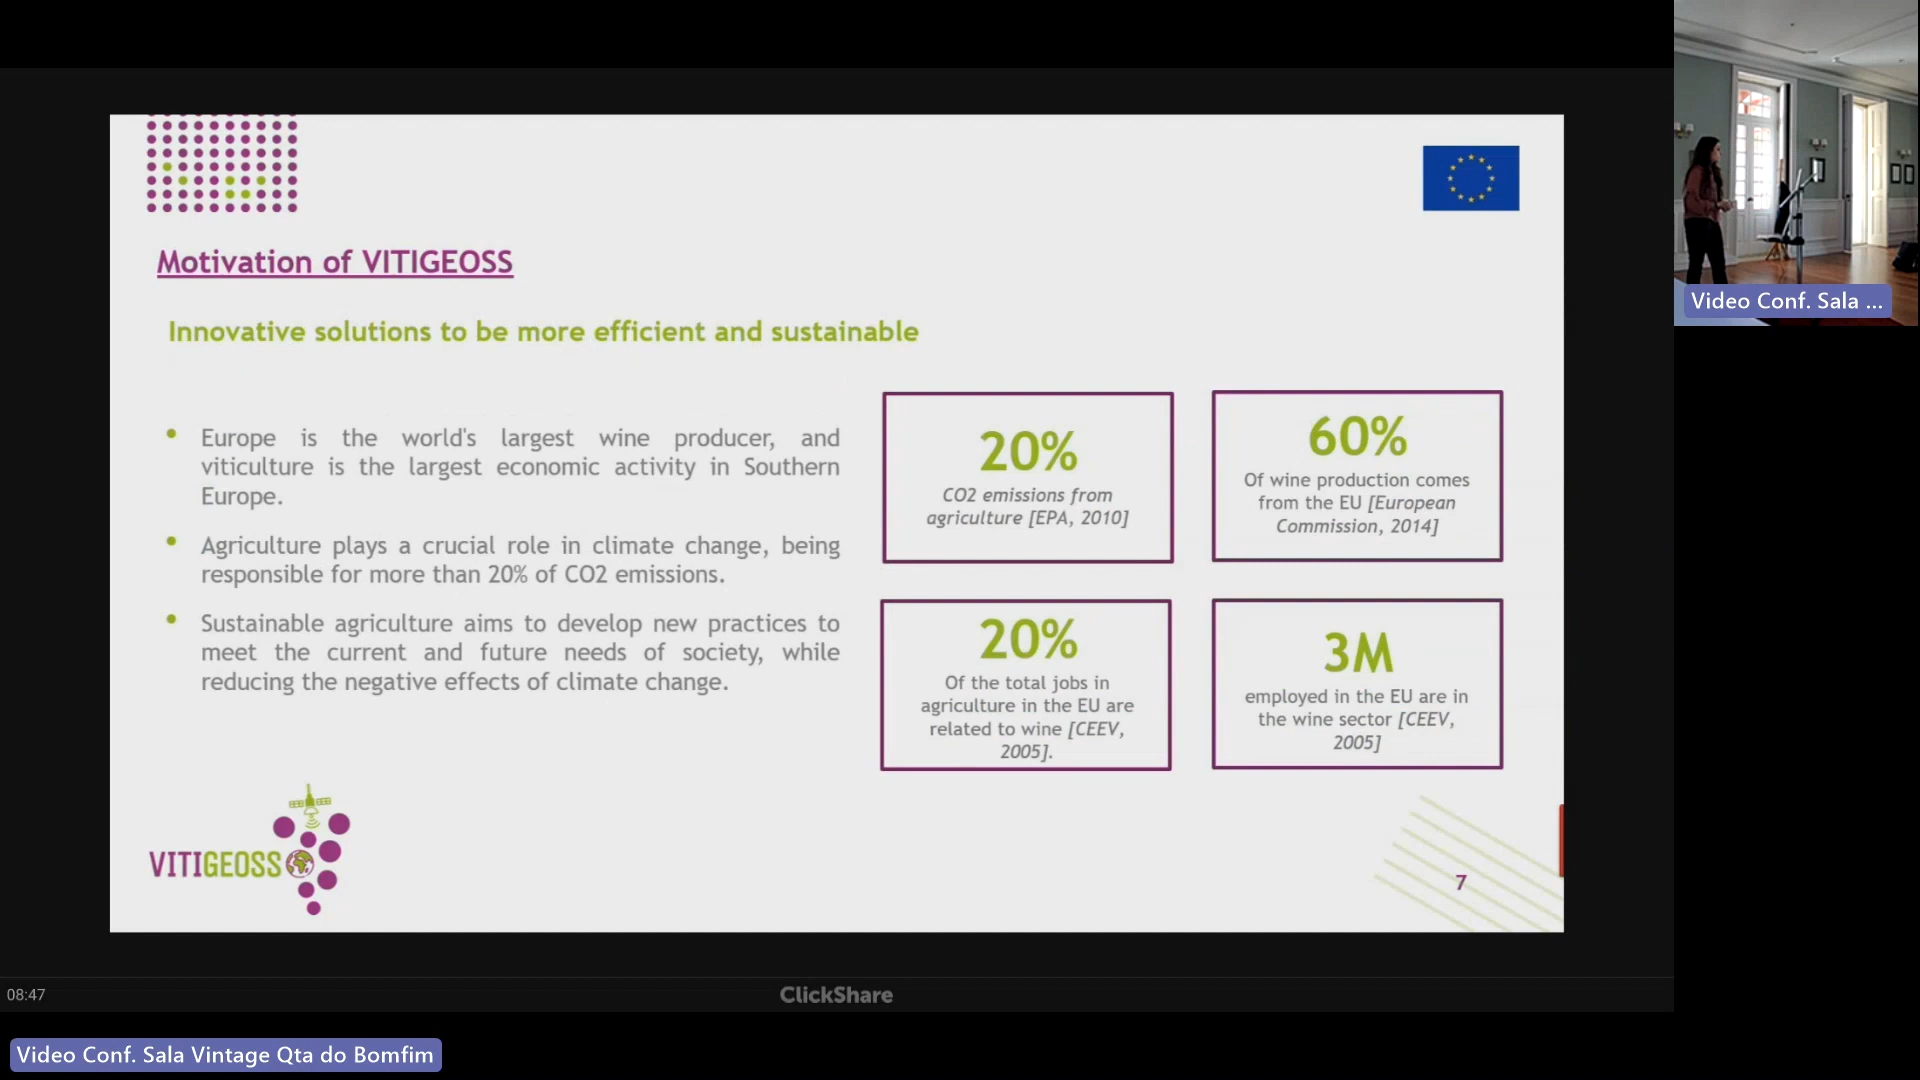 Motivation of VITIGEOSS
Innovative solutions to be more efficient and sustainable
• Europe is the world's largest wine producer, and
viticulture is the largest economic activity in Southern
Europe.
• Agriculture plays a crucial role in climate change, being
responsible for more than 20% of CO2 emissions.
• Sustainable agriculture aims to develop new practices to
meet the current and future needs of society, while
reducing the negative effects of climate change.
20%
CO2 emissions from
agriculture [EPA, 2010]
60%
Of wine production comes
from the EU [European
Commission, 2014]
20%
Of the total jobs in
agriculture in the EU are
related to wine [CEEV,
2005].
3M
employed in the EU are in
the wine sector [CEEV,
2005]
VITIGEOSS
7
Video Conf. Sala ...
08:47
ClickShare
Video Conf. Sala Vintage Qta do Bomfim